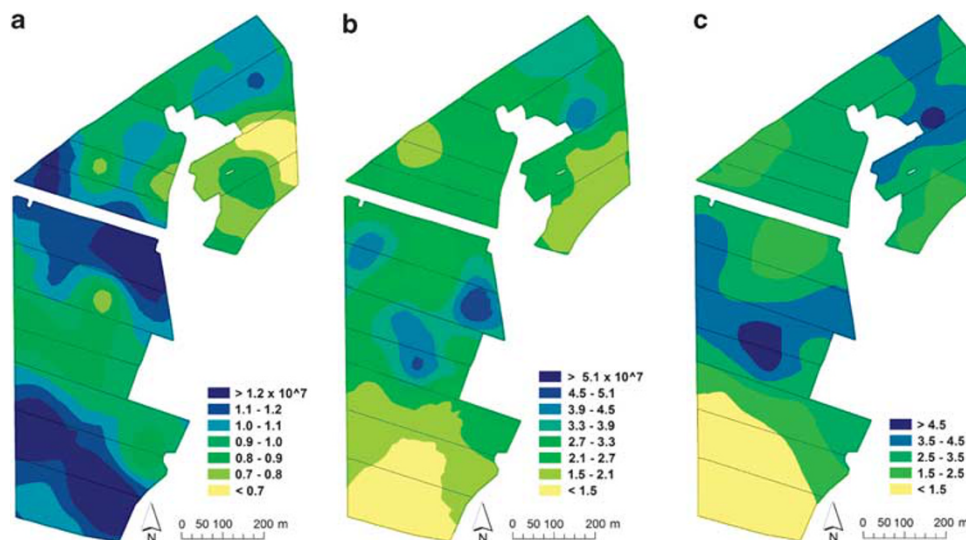 a
b
c
> 1.2 x 10^7
1.1 - 1.2
1.0 - 1.1
0.9 - 1.0
0.8 - 0.9
0.7 - 0.8
< 0.7
N
0 50 100 200 m
> 5.1 x 10^7
4.5 - 5.1
3.9 - 4.5
3.3 - 3.9
2.7 - 3.3
2.1 - 2.7
1.5 - 2.1
< 1.5
N
0 50 100 200 m
> 4.5
3.5 - 4.5
2.5 - 3.5
1.5 - 2.5
< 1.5
N
0 50 100 200 m